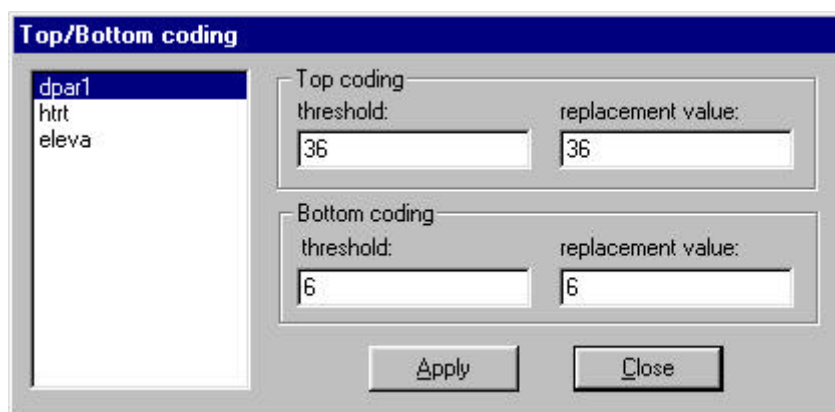 Top/Bottom coding
dpar1
htrt
eleva
Top coding
threshold: replacement value:
36 36
Bottom coding
threshold: replacement value:
6 6
Apply Close